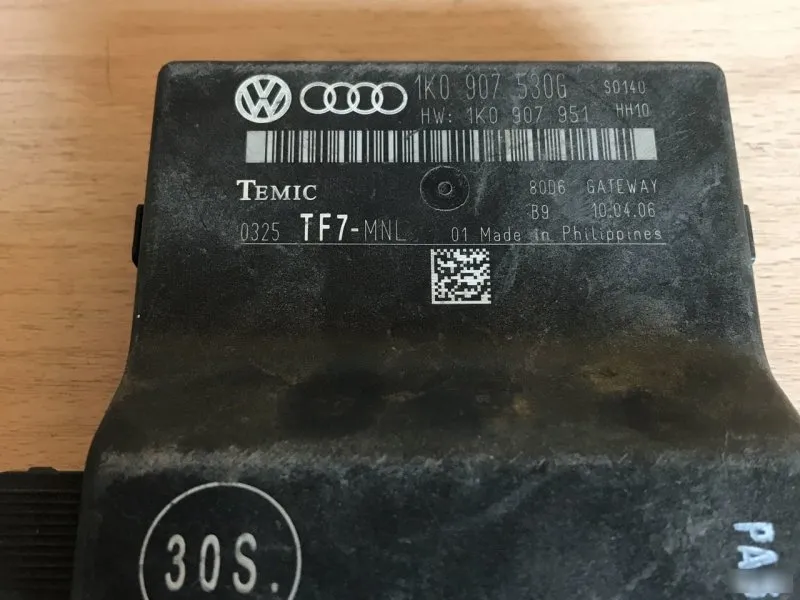 1K0 907 530G S0140
HW: 1K0 907 951 HH10
TEMIC 80D6 GATEWAY
B9 10.04.06
0325 TF7-MNL 01 Made in Philippines
30S.